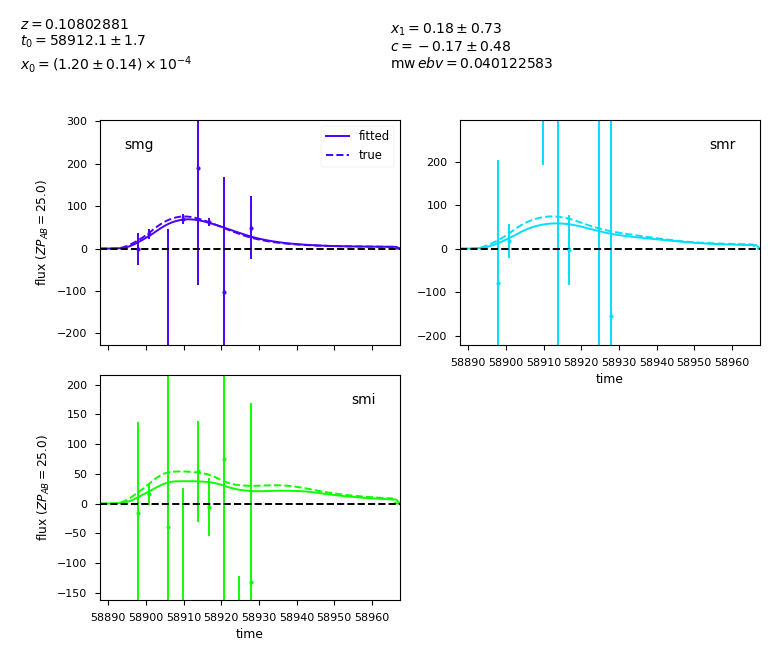 z = 0.10802881
t₀ = 58912.1 ± 1.7
x₀ = (1.20 ± 0.14) × 10⁻⁴
x₁ = 0.18 ± 0.73
c = −0.17 ± 0.48
mw ebv = 0.040122583
smg
fitted
true
300
200
100
0
−100
−200
flux (ZP_AB = 25.0)
smr
200
100
0
−100
−200
58890 58900 58910 58920 58930 58940 58950 58960
time
smi
200
150
100
50
0
−50
−100
−150
flux (ZP_AB = 25.0)
58890 58900 58910 58920 58930 58940 58950 58960
time